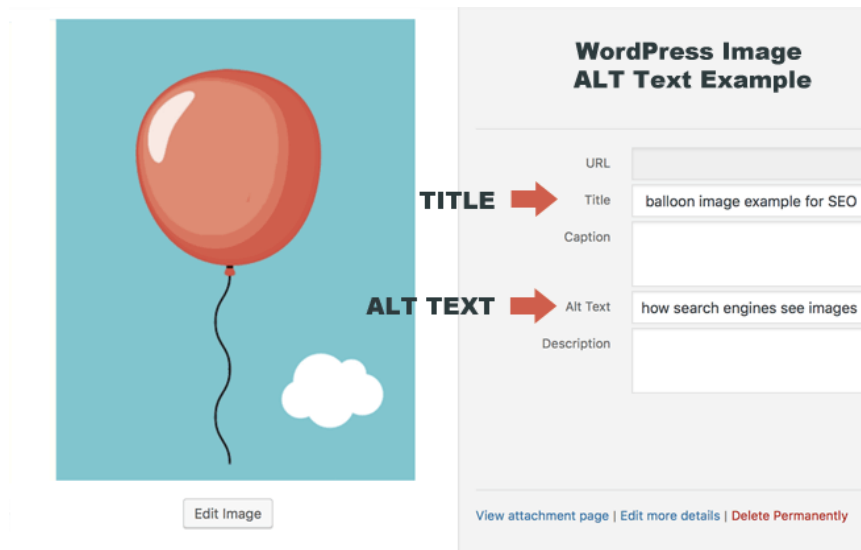 WordPress Image
ALT Text Example
URL
TITLE
Title
balloon image example for SEO
Caption
ALT TEXT
Alt Text
how search engines see images
Description
Edit Image
View attachment page | Edit more details | Delete Permanently